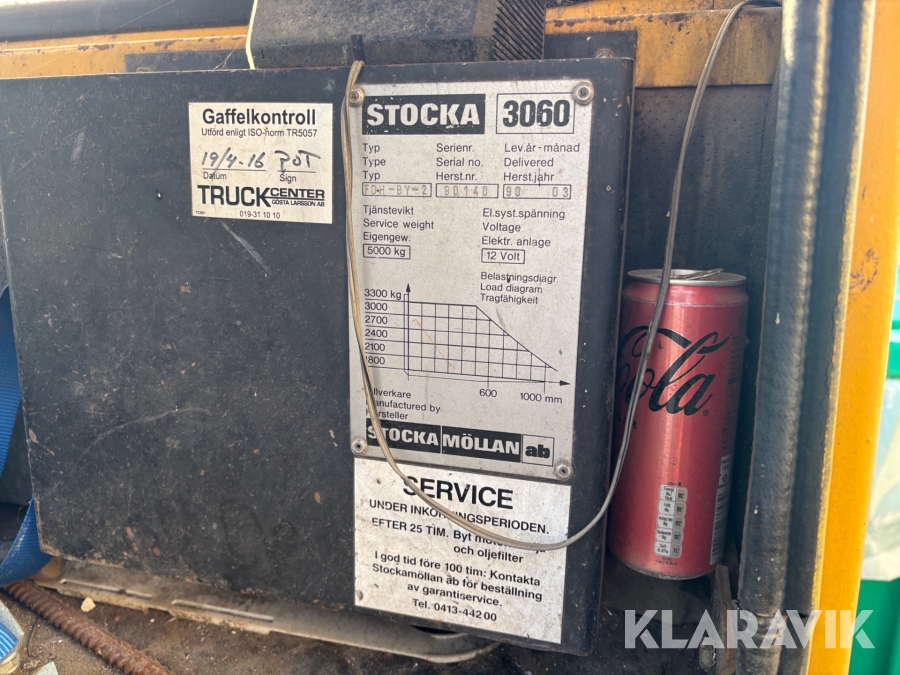 Gaffelkontroll
Utförd enligt ISO-norm TR5057
19/4-16
Datum Sign
TRUCK CENTER
GÖSTA LARSSON AB
019-31 10 10
STOCKA 3060
Typ Serienr. Lev.år-månad
Type Serial no. Delivered
Typ Herst.nr. Herst.jahr
FDH-BY-2 90140 90 03
Tjänstevikt El.syst.spänning
Service weight Voltage
Eigengew. Elektr. anlage
5000 kg 12 Volt
Belastningsdiagr.
Load diagram
Tragfähigkeit
3300 kg
3000
2700
2400
2100
1800
600 1000 mm
Tillverkare
Manufactured by
Hersteller
STOCKA MÖLLAN ab
SERVICE
UNDER INKÖRNINGSPERIODEN.
EFTER 25 TIM. Byt
och oljefilter
I god tid före 100 tim: Kontakta
Stockamöllan ab för beställning
av garantiservice.
Tel. 0413-442 00
Cola
KLARAVIK